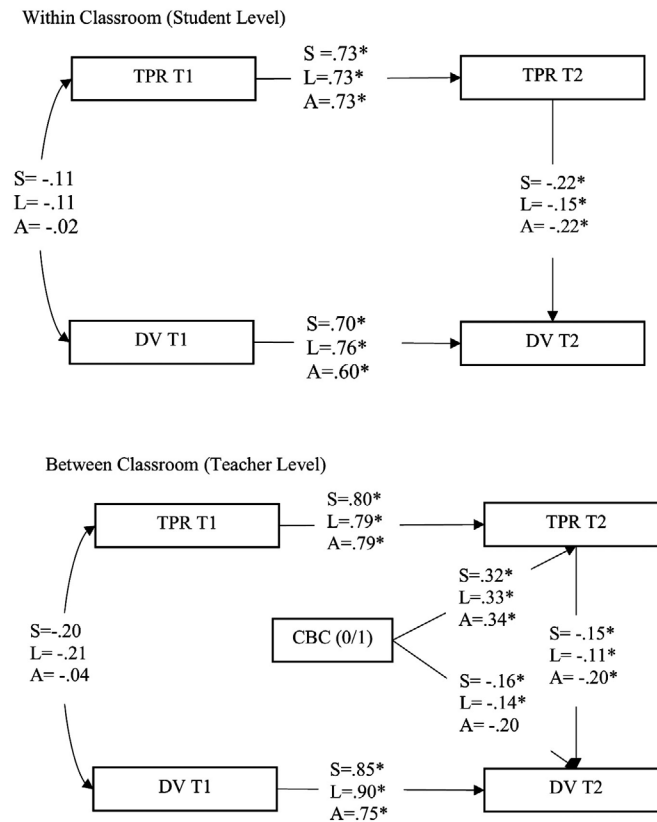 Within Classroom (Student Level)
TPR T1
S =.73*
L=.73*
A=.73*
TPR T2
S= -.11
L= -.11
A= -.02
S= -.22*
L= -.15*
A= -.22*
DV T1
S=.70*
L=.76*
A=.60*
DV T2
Between Classroom (Teacher Level)
TPR T1
S=.80*
L=.79*
A=.79*
TPR T2
S=.32*
L=.33*
A=.34*
S=-.20
L= -.21
A= -.04
CBC (0/1)
S= -.15*
L= -.11*
A= -.20*
S= -.16*
L= -.14*
A= -.20
DV T1
S=.85*
L=.90*
A=.75*
DV T2